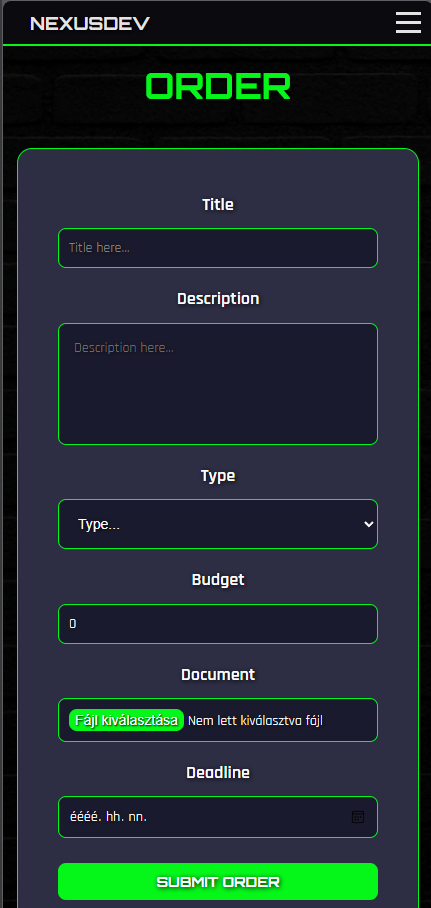 NEXUSDEV
ORDER
Title
Title here...
Description
Description here...
Type
Type...
Budget
0
Document
Fájl kiválasztása Nem lett kiválasztva fájl
Deadline
éééé. hh. nn.
SUBMIT ORDER